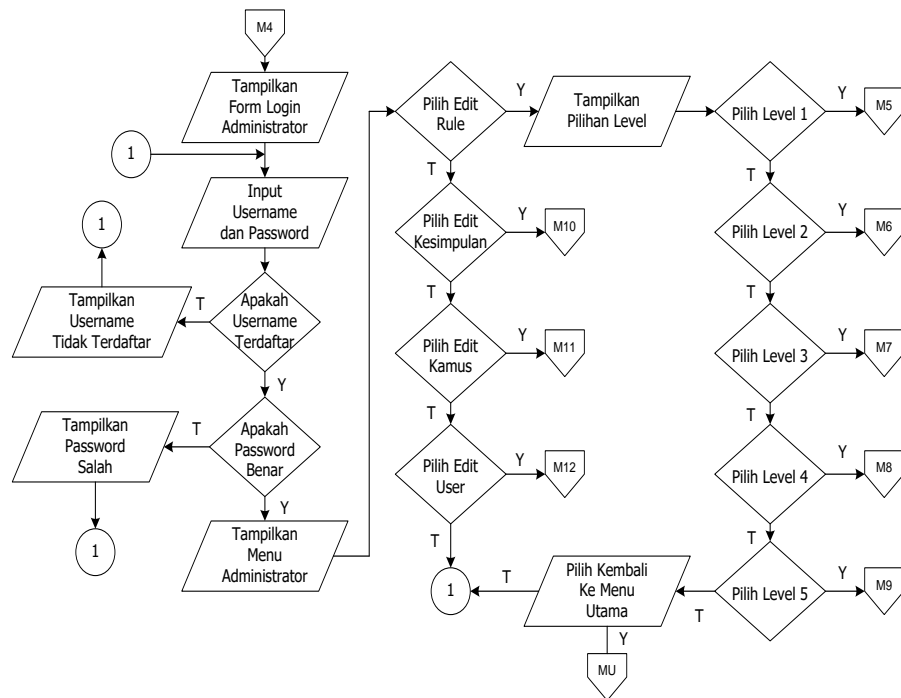 M4
Tampilkan
Form Login
Administrator
1
Input
Username
dan Password
1
Tampilkan
Username
Tidak Terdaftar
T
Apakah
Username
Terdaftar
Y
Tampilkan
Password
Salah
T
Apakah
Password
Benar
Y
1
Tampilkan
Menu
Administrator
Pilih Edit
Rule
Y
Tampilkan
Pilihan Level
T
Pilih Edit
Kesimpulan
Y
M10
T
Pilih Edit
Kamus
Y
M11
T
Pilih Edit
User
Y
M12
T
1
T
Pilih Kembali
Ke Menu
Utama
Y
MU
Pilih Level 1
Y
M5
T
Pilih Level 2
Y
M6
T
Pilih Level 3
Y
M7
T
Pilih Level 4
Y
M8
T
Pilih Level 5
Y
M9
T